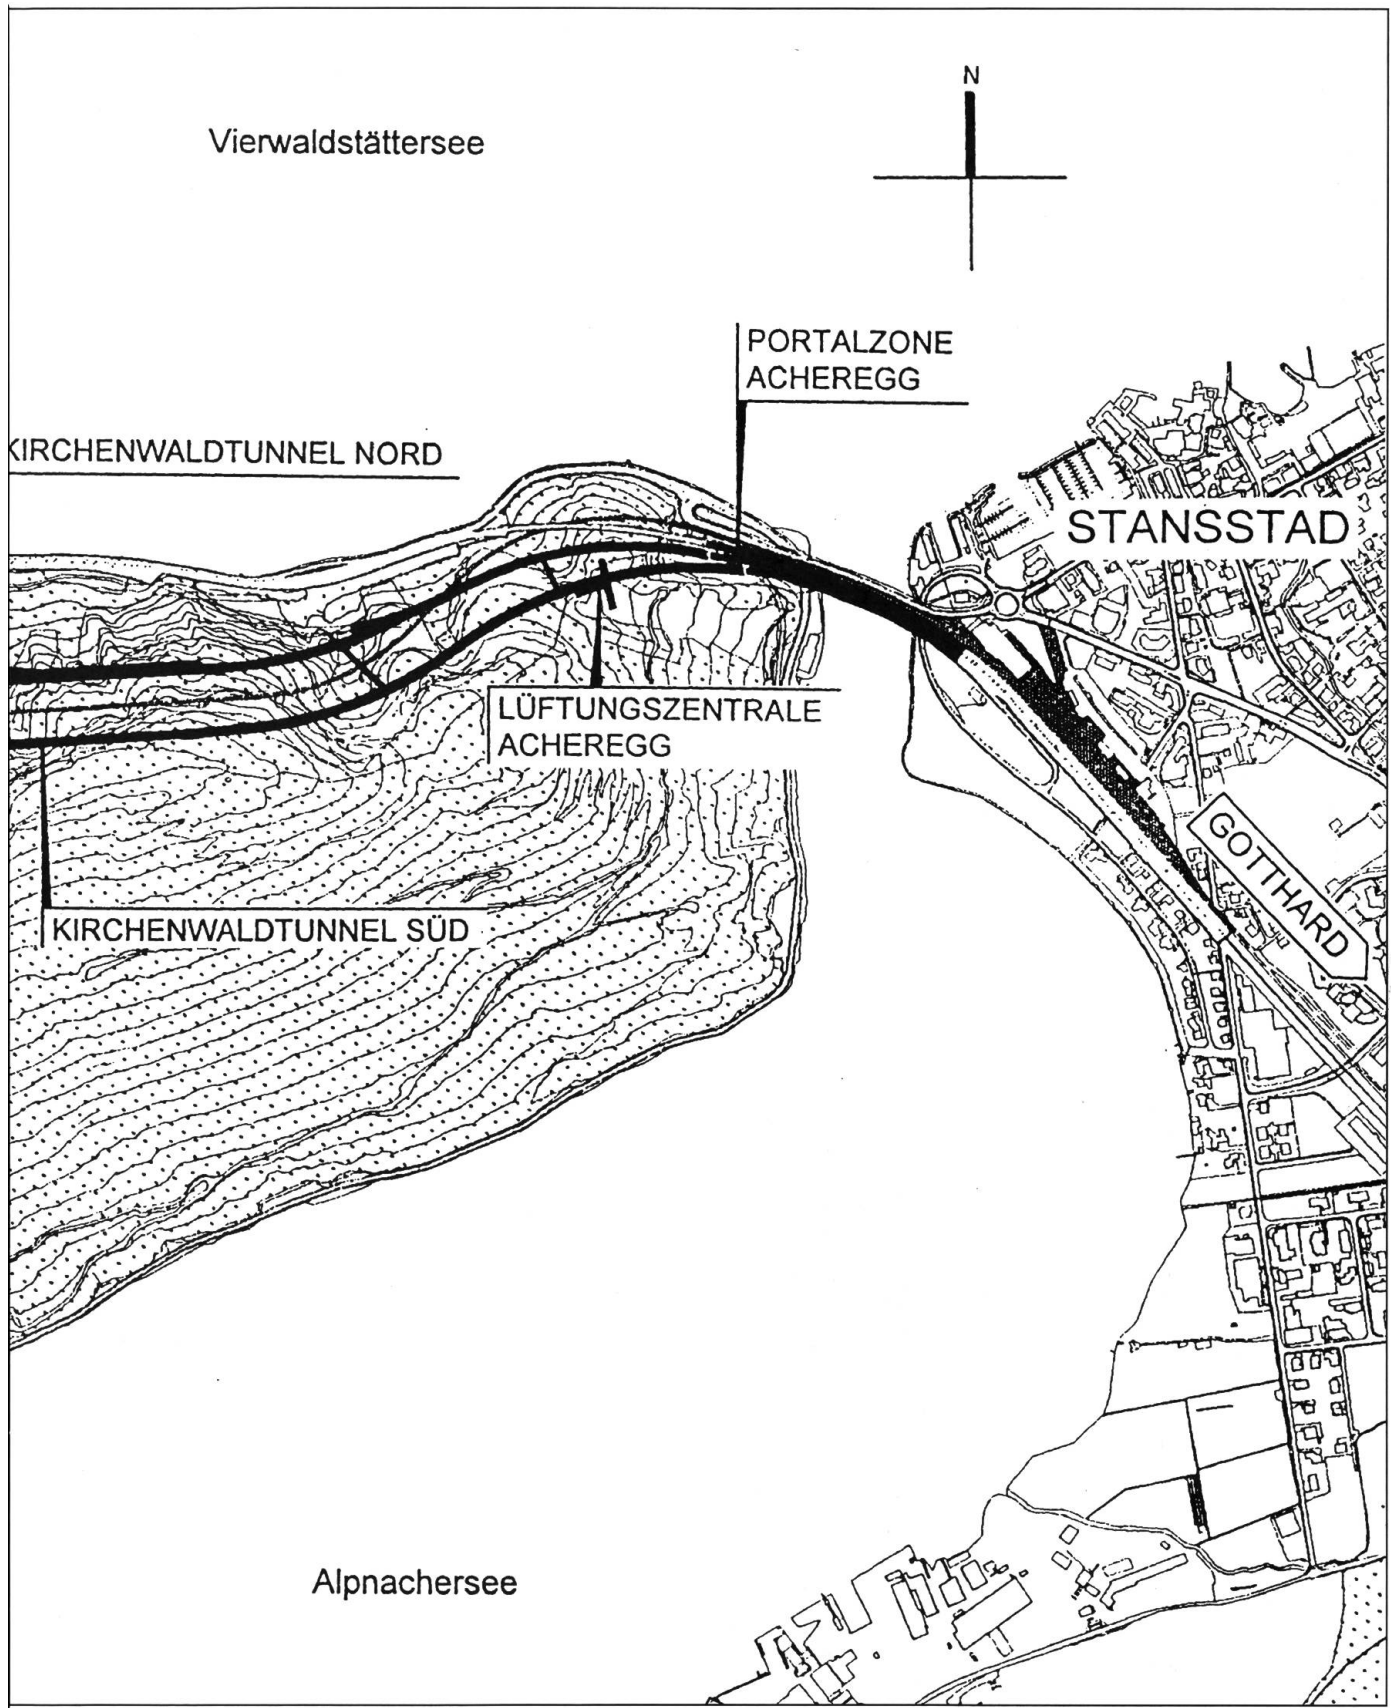 N
Vierwaldstättersee
PORTALZONE
ACHEREGG
KIRCHENWALDTUNNEL NORD
STANSSTAD
LÜFTUNGSZENTRALE
ACHEREGG
GOTTHARD
KIRCHENWALDTUNNEL SÜD
Alpnachersee